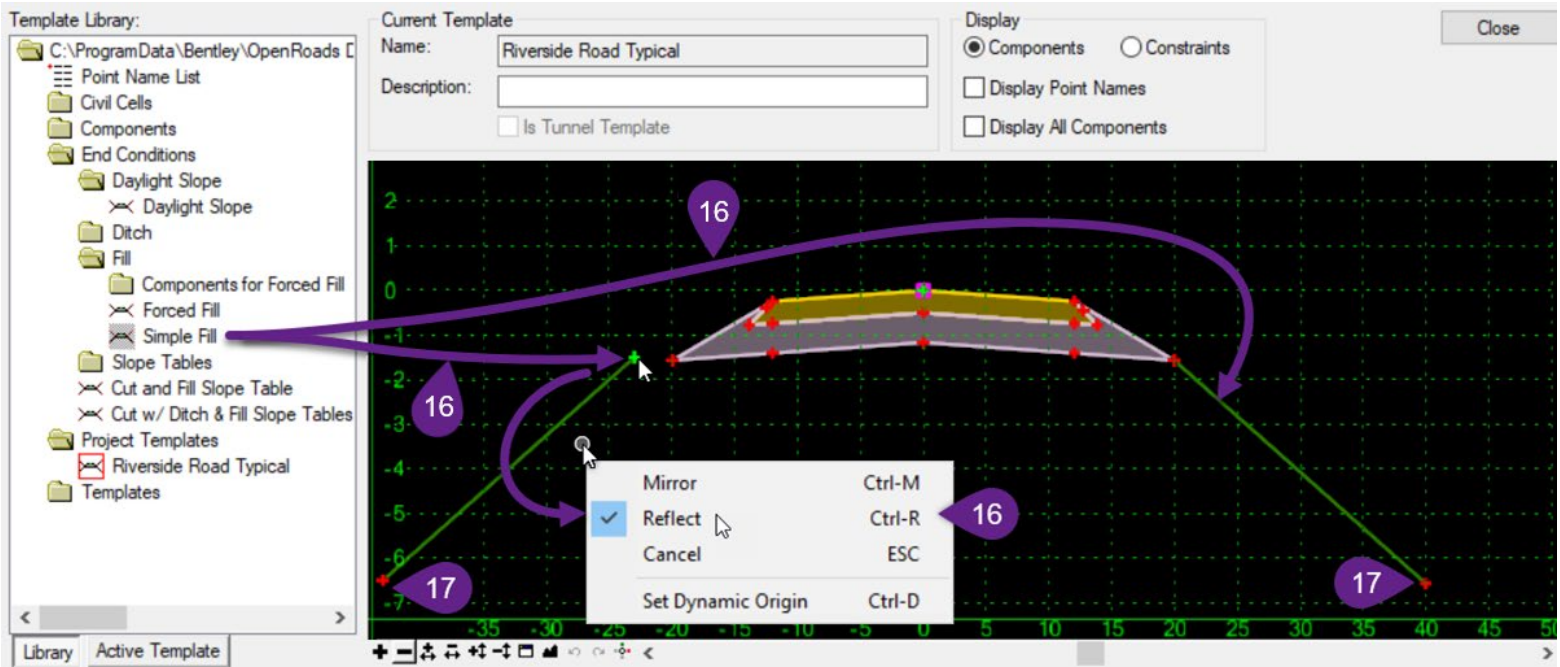 Template Library:
C:\ProgramData\Bentley\OpenRoads D
Point Name List
Civil Cells
Components
End Conditions
Daylight Slope
Daylight Slope
Ditch
Fill
Components for Forced Fill
Forced Fill
Simple Fill
Slope Tables
Cut and Fill Slope Table
Cut w/ Ditch & Fill Slope Tables
Project Templates
Riverside Road Typical
Templates
Library Active Template
Current Template
Name: Riverside Road Typical
Description:
Is Tunnel Template
Display
Components Constraints
Display Point Names
Display All Components
Close
2
1
0
-1
-2
-3
-4
-5
-6
-7
-35 -30 -25 -20 -15 -10 -5 0 5 10 15 20 25 30 35 40 45 50
16
16
16
17
17
Mirror Ctrl-M
Reflect Ctrl-R
Cancel ESC
Set Dynamic Origin Ctrl-D